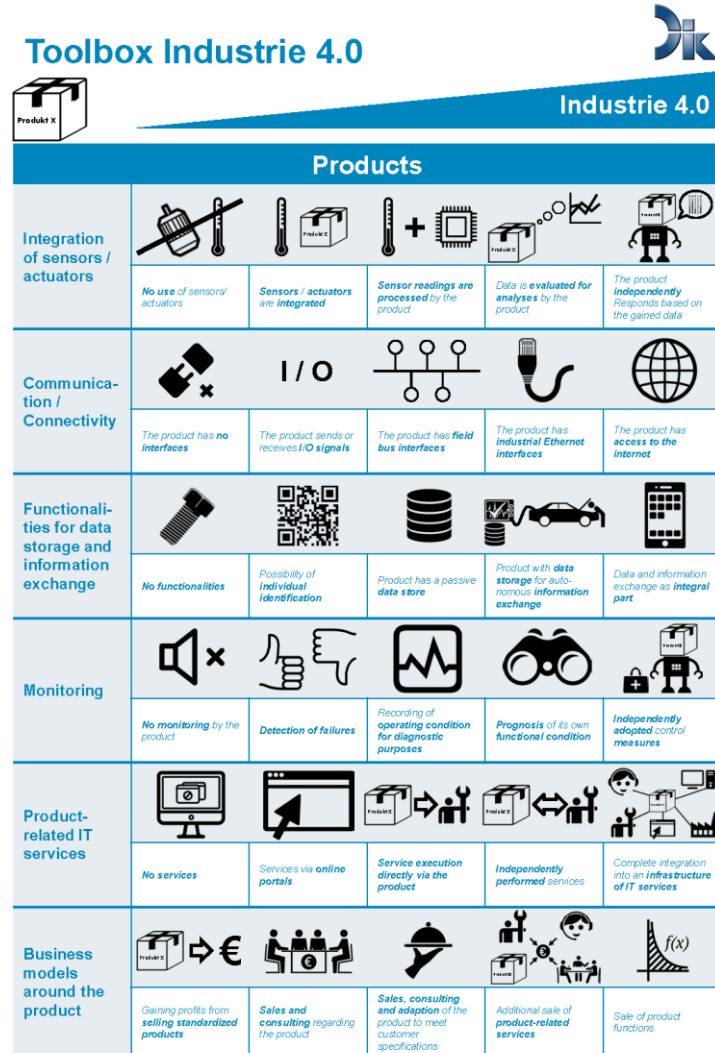 Toolbox Industrie 4.0
Dik
Produkt X
Industrie 4.0
Products
Integration
of sensors /
actuators
Produkt X
Produkt X
Produkt X
No use of sensors/
actuators
Sensors / actuators
are integrated
Sensor readings are
processed by the
product
Data is evaluated for
analyses by the
product
The product
independently
Responds based on
the gained data
Communica-
tion /
Connectivity
I / O
The product has no
interfaces
The product sends or
receives I/O signals
The product has field
bus interfaces
The product has
industrial Ethernet
interfaces
The product has
access to the
internet
Functionali-
ties for data
storage and
information
exchange
No functionalities
Possibility of
individual
identification
Product has a passive
data store
Product with data
storage for auto-
nomous information
exchange
Data and information
exchange as integral
part
Monitoring
Produkt X
No monitoring by the
product
Detection of failures
Recording of
operating condition
for diagnostic
purposes
Prognosis of its own
functional condition
Independently
adopted control
measures
Product-
related IT
services
Produkt X
Produkt X
Produkt X
No services
Services via online
portals
Service execution
directly via the
product
Independently
performed services
Complete integration
into an infrastructure
of IT services
Business
models
around the
product
Produkt X
€
€
€
Produkt X
f(x)
Gaining profits from
selling standardized
products
Sales and
consulting regarding
the product
Sales, consulting
and adaption of the
product to meet
customer
specifications
Additional sale of
product-related
services
Sale of product
functions